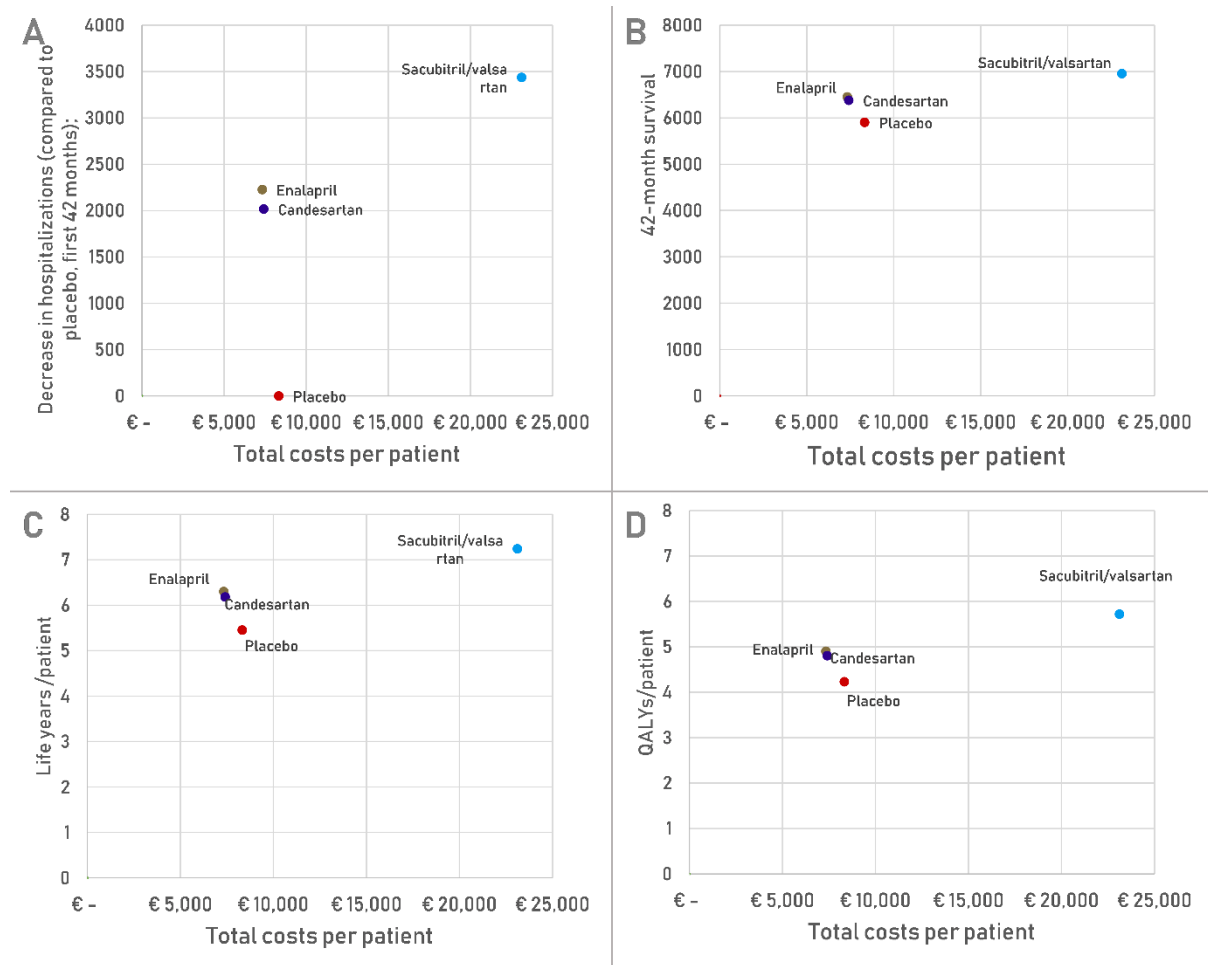 A
Decrease in hospitalizations (compared to
placebo, first 42 months):
4000
3500
3000
2500
2000
1500
1000
500
0
Sacubitril/valsa
rtan
Enalapril
Candesartan
Placebo
€ - € 5,000 € 10,000 € 15,000 € 20,000 € 25,000
Total costs per patient
B
42-month survival
8000
7000
6000
5000
4000
3000
2000
1000
0
Sacubitril/valsartan
Enalapril
Candesartan
Placebo
€ - € 5,000 € 10,000 € 15,000 € 20,000 € 25,000
Total costs per patient
C
Life years /patient
8
7
6
5
4
3
2
1
0
Sacubitril/valsa
rtan
Enalapril
Candesartan
Placebo
€ - € 5,000 € 10,000 € 15,000 € 20,000 € 25,000
Total costs per patient
D
QALYs/patient
8
7
6
5
4
3
2
1
0
Sacubitril/valsartan
Enalapril
Candesartan
Placebo
€ - € 5,000 € 10,000 € 15,000 € 20,000 € 25,000
Total costs per patient